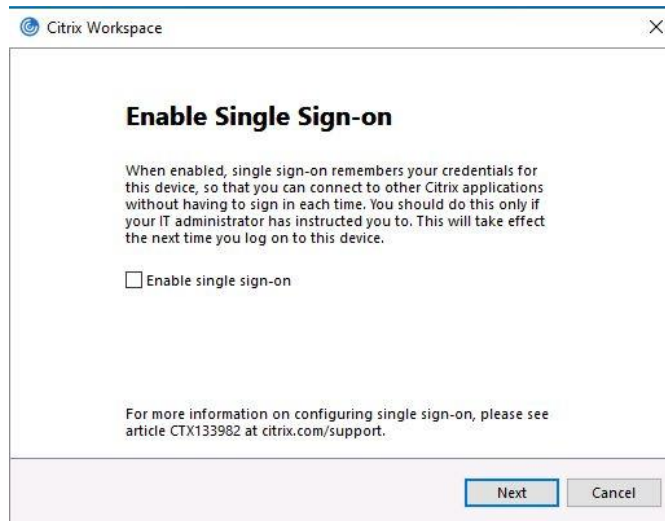 Citrix Workspace
Enable Single Sign-on
When enabled, single sign-on remembers your credentials for
this device, so that you can connect to other Citrix applications
without having to sign in each time. You should do this only if
your IT administrator has instructed you to. This will take effect
the next time you log on to this device.
Enable single sign-on
For more information on configuring single sign-on, please see
article CTX133982 at citrix.com/support.
Next Cancel